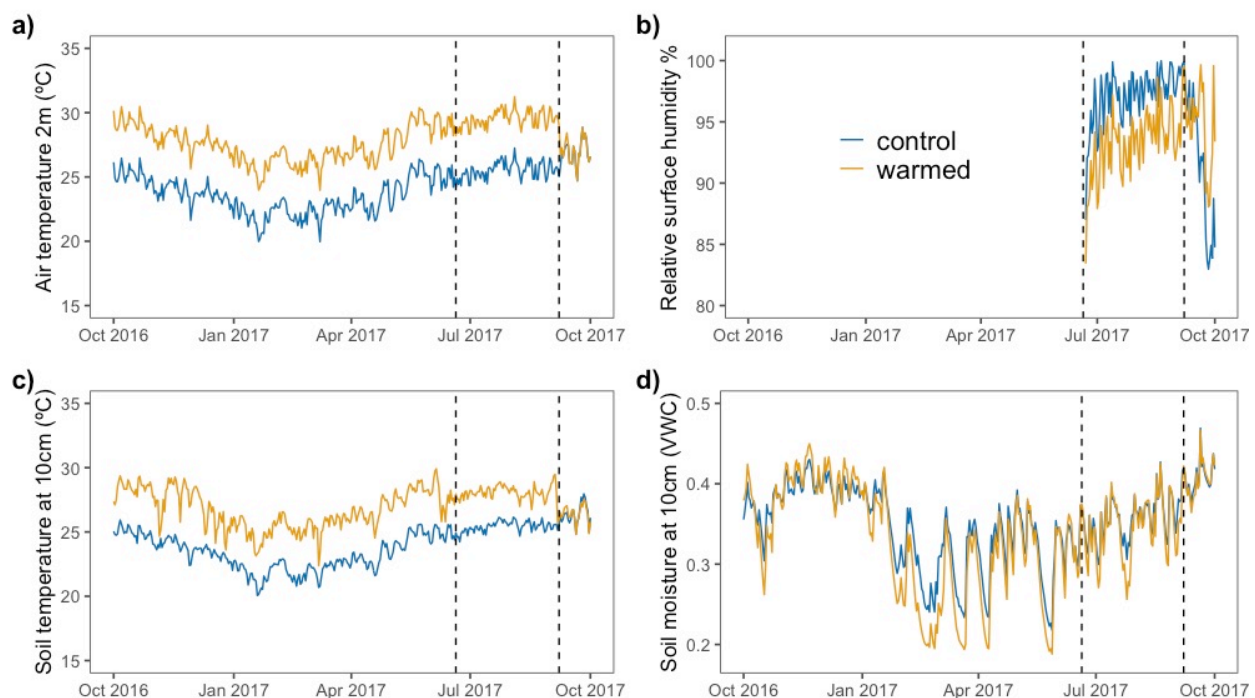 a)
Air temperature 2m (ºC)
35
30
25
20
15
Oct 2016 Jan 2017 Apr 2017 Jul 2017 Oct 2017
b)
Relative surface humidity %
100
95
90
85
80
control
warmed
Oct 2016 Jan 2017 Apr 2017 Jul 2017 Oct 2017
c)
Soil temperature at 10cm (ºC)
35
30
25
20
15
Oct 2016 Jan 2017 Apr 2017 Jul 2017 Oct 2017
d)
Soil moisture at 10cm (VWC)
0.5
0.4
0.3
0.2
Oct 2016 Jan 2017 Apr 2017 Jul 2017 Oct 2017